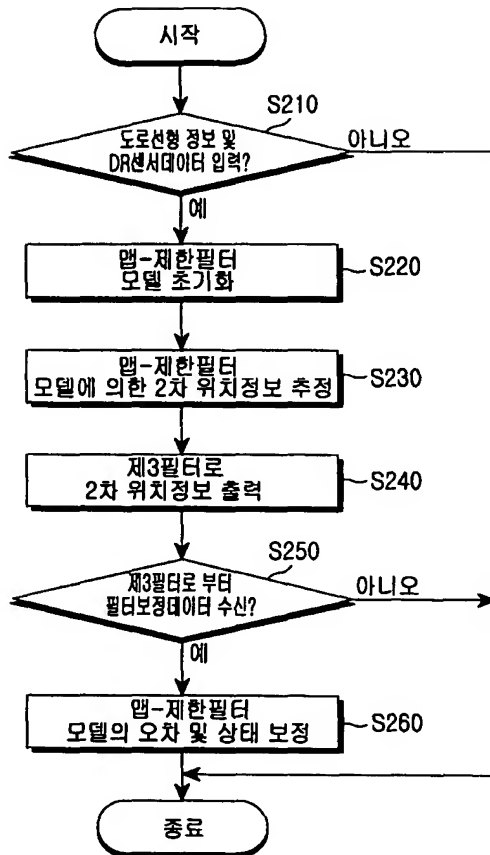 시작
S210
도로선형 정보 및
DR센서데이터 입력?
아니오
예
맵-제한필터
모델 초기화
S220
맵-제한필터
모델에 의한 2차 위치정보 추정
S230
제3필터로
2차 위치정보 출력
S240
S250
제3필터로 부터
필터보정데이터 수신?
아니오
예
맵-제한필터
모델의 오차 및 상태 보정
S260
종료